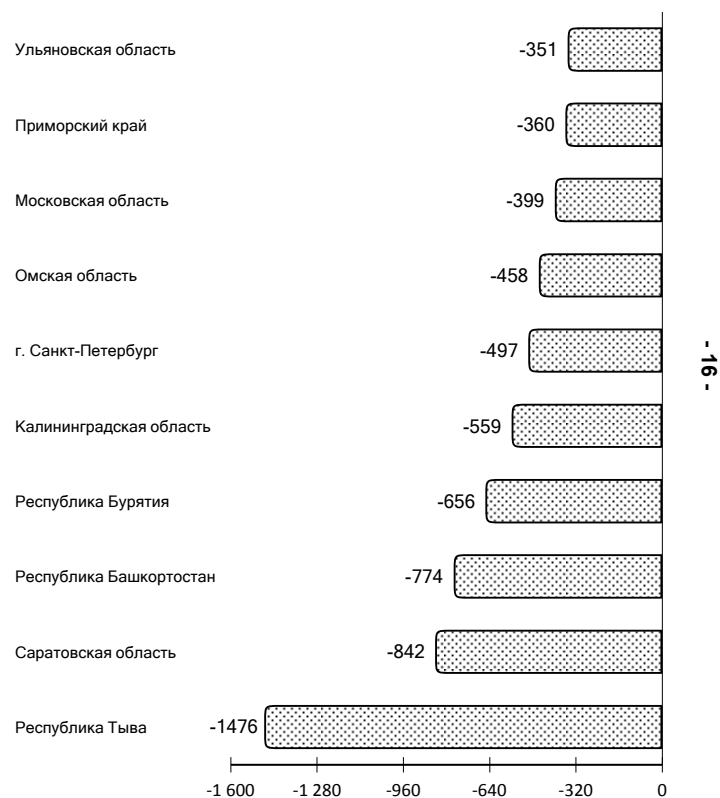 Ульяновская область -351
Приморский край -360
Московская область -399
Омская область -458
г. Санкт-Петербург -497
Калининградская область -559
Республика Бурятия -656
Республика Башкортостан -774
Саратовская область -842
Республика Тыва -1476
-1 600 -1 280 -960 -640 -320 0
- 16 -